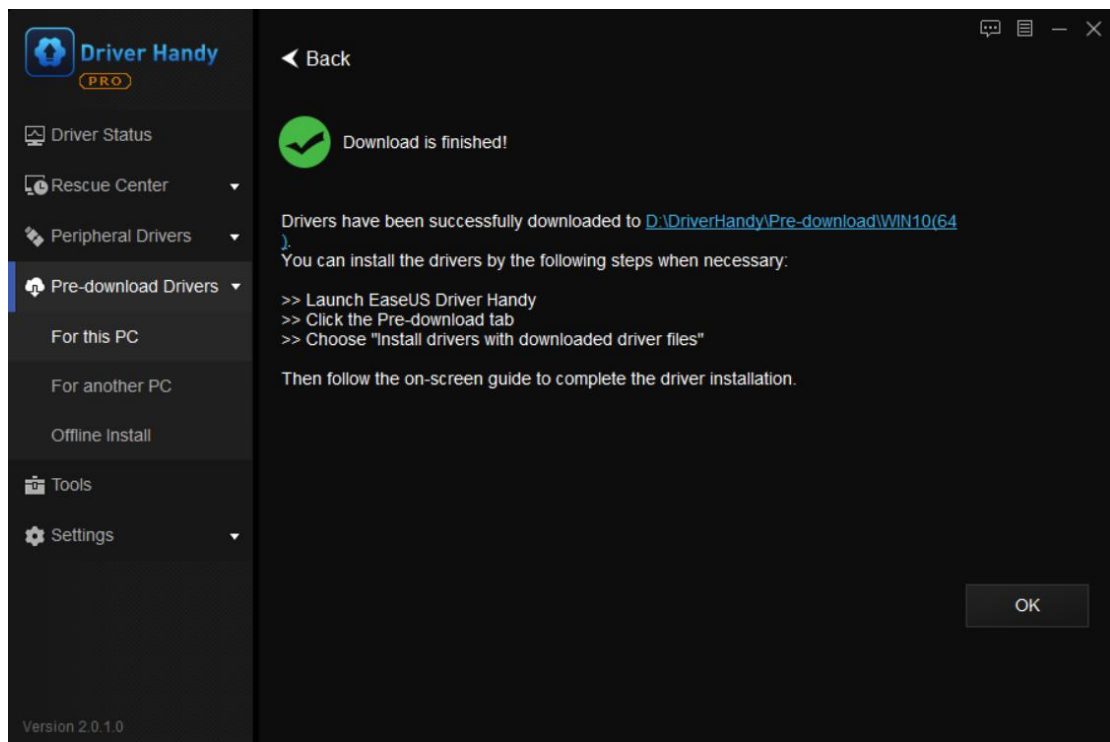 Driver Handy
PRO
Back
Driver Status
Download is finished!
Rescue Center
Peripheral Drivers
Drivers have been successfully downloaded to D:\DriverHandy\Pre-download\WIN10(64
).
You can install the drivers by the following steps when necessary:
Pre-download Drivers
>> Launch EaseUS Driver Handy
>> Click the Pre-download tab
>> Choose "Install drivers with downloaded driver files"
For this PC
Then follow the on-screen guide to complete the driver installation.
For another PC
Offline Install
Tools
Settings
OK
Version 2.0.1.0